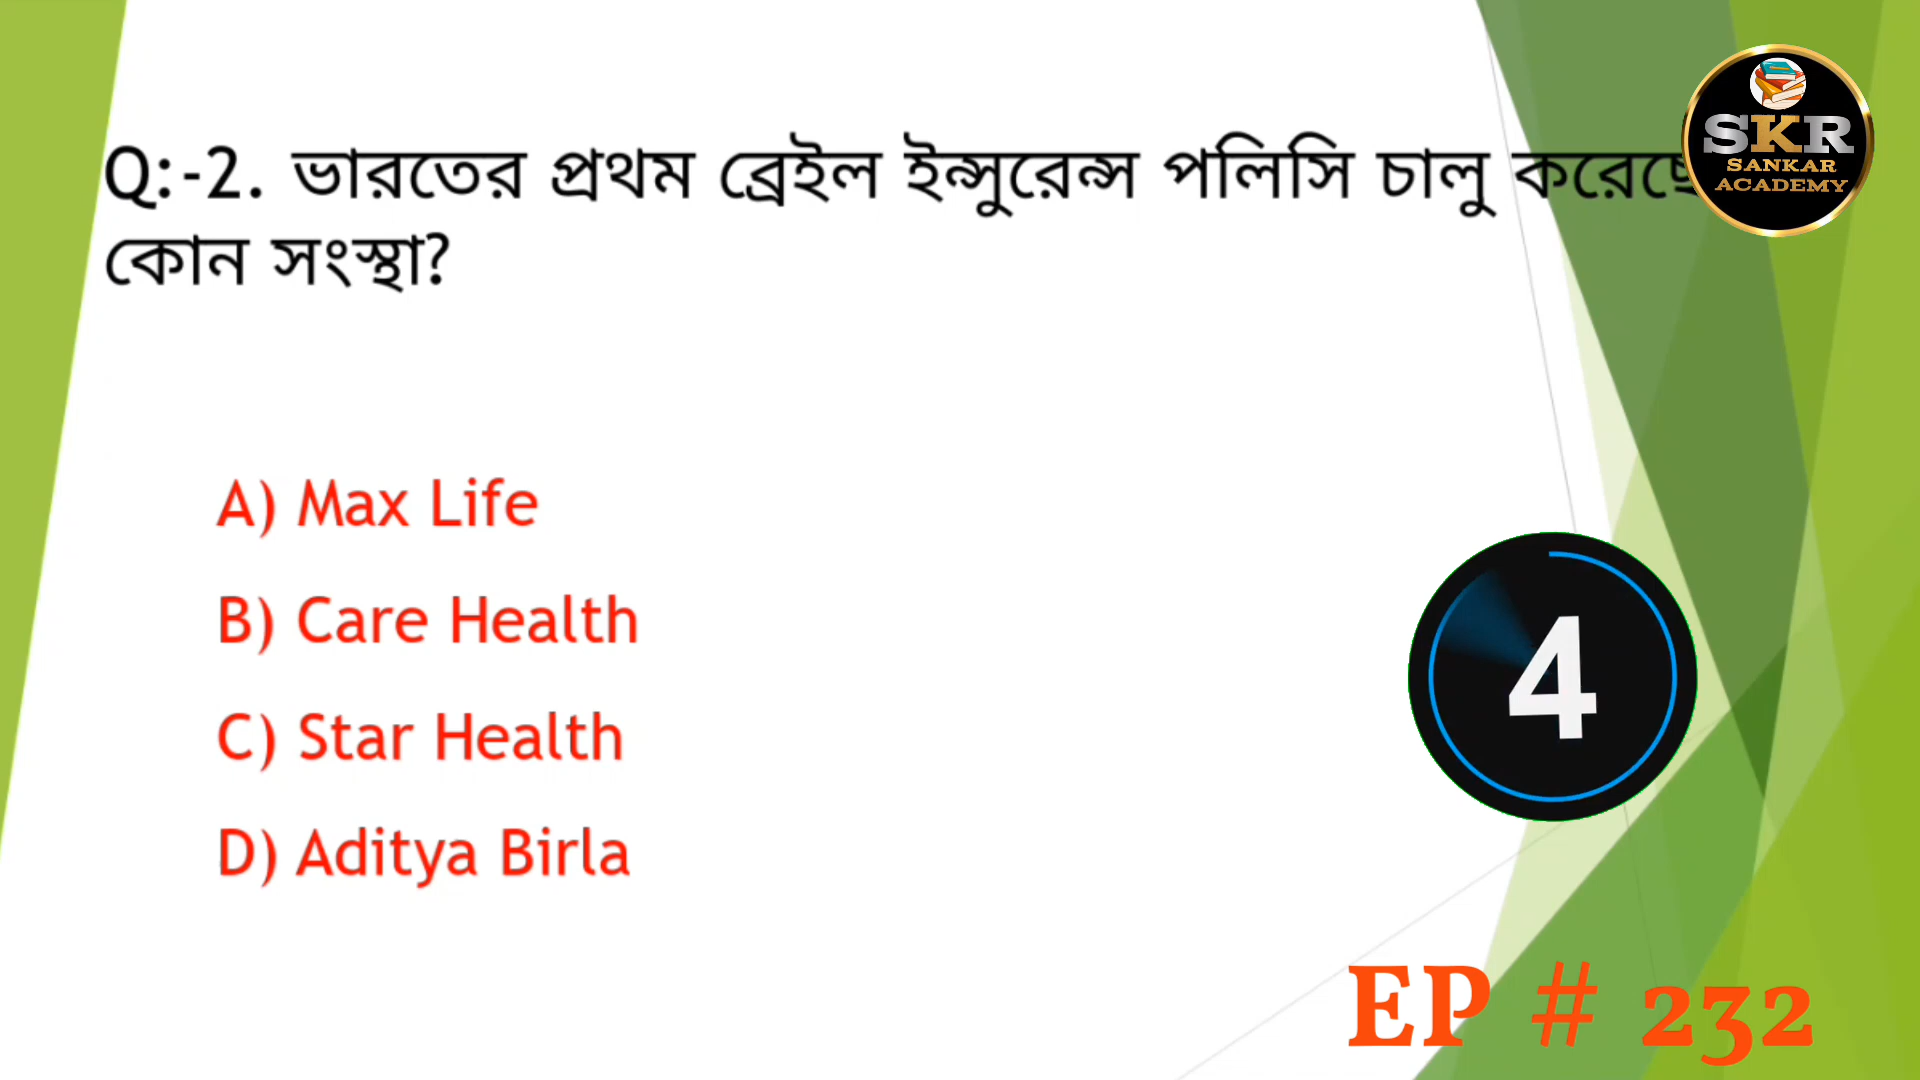 Q:-2. ভারতের প্রথম ব্রেইল ইন্সুরেন্স পলিসি চালু করেছে
কোন সংস্থা?
A) Max Life
B) Care Health
C) Star Health
D) Aditya Birla
SKR
SANKAR
ACADEMY
4
EP # 232